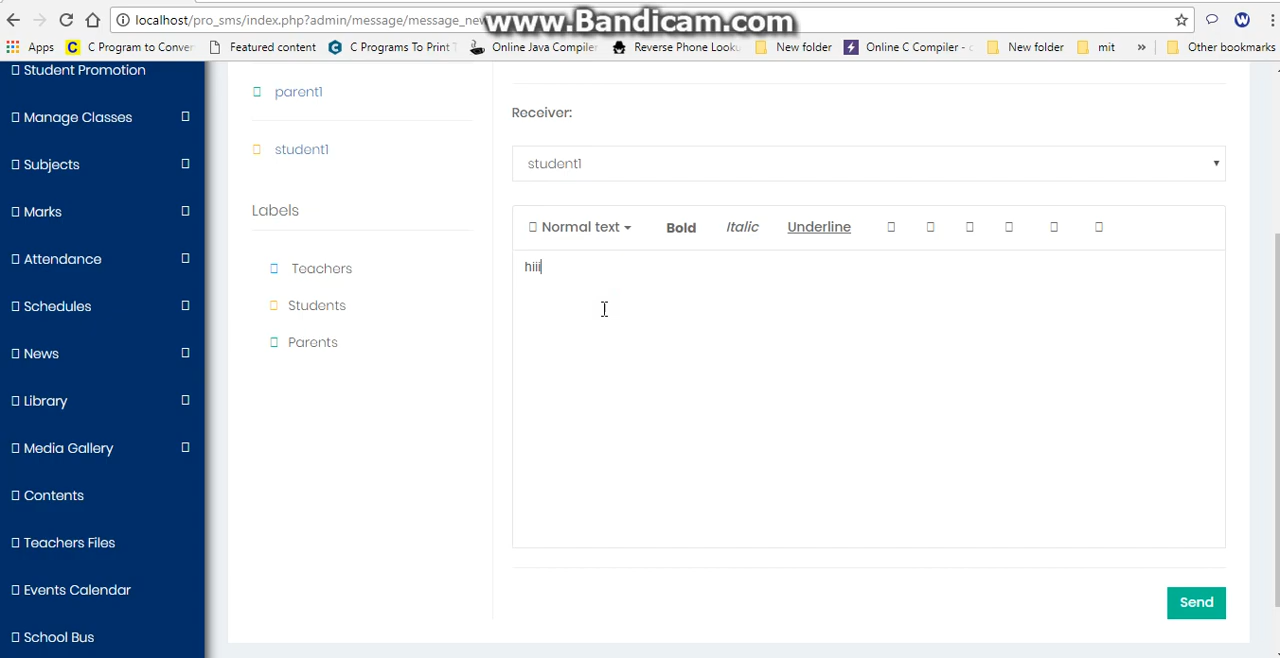 localhost/pro_sms/index.php?admin/message/message_new
www.Bandicam.com
Apps
C Program to Conver
Featured content
C Programs To Print
Online Java Compiler
Reverse Phone Looku
New folder
Online C Compiler -
New folder
mit
»
Other bookmarks
Student Promotion
Manage Classes
Subjects
Marks
Attendance
Schedules
News
Library
Media Gallery
Contents
Teachers Files
Events Calendar
School Bus
parent1
student1
Labels
Teachers
Students
Parents
Receiver:
student1
Normal text
Bold
Italic
Underline
hiii
Send